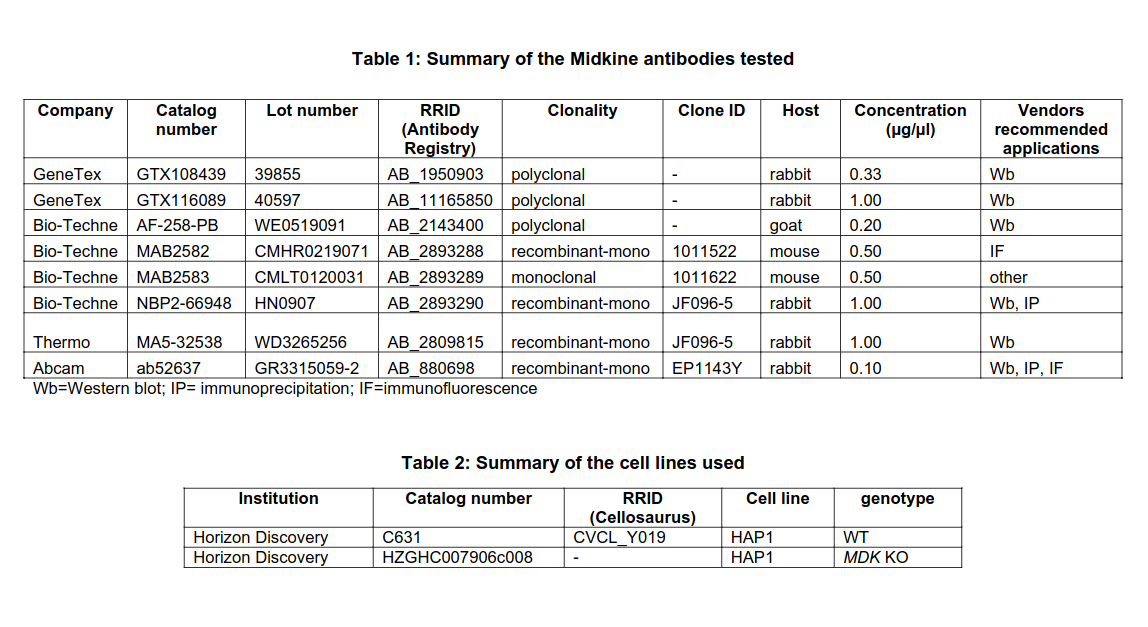 Table 1: Summary of the Midkine antibodies tested
Company Catalog number Lot number RRID (Antibody Registry) Clonality Clone ID Host Concentration (µg/µl) Vendors recommended applications
GeneTex GTX108439 39855 AB_1950903 polyclonal - rabbit 0.33 Wb
GeneTex GTX116089 40597 AB_11165850 polyclonal - rabbit 1.00 Wb
Bio-Techne AF-258-PB WE0519091 AB_2143400 polyclonal - goat 0.20 Wb
Bio-Techne MAB2582 CMHR0219071 AB_2893288 recombinant-mono 1011522 mouse 0.50 IF
Bio-Techne MAB2583 CMLT0120031 AB_2893289 monoclonal 1011622 mouse 0.50 other
Bio-Techne NBP2-66948 HN0907 AB_2893290 recombinant-mono JF096-5 rabbit 1.00 Wb, IP
Thermo MA5-32538 WD3265256 AB_2809815 recombinant-mono JF096-5 rabbit 1.00 Wb
Abcam ab52637 GR3315059-2 AB_880698 recombinant-mono EP1143Y rabbit 0.10 Wb, IP, IF
Wb=Western blot; IP= immunoprecipitation; IF=immunofluorescence
Table 2: Summary of the cell lines used
Institution Catalog number RRID (Cellosaurus) Cell line genotype
Horizon Discovery C631 CVCL_Y019 HAP1 WT
Horizon Discovery HZGHC007906c008 - HAP1 MDK KO